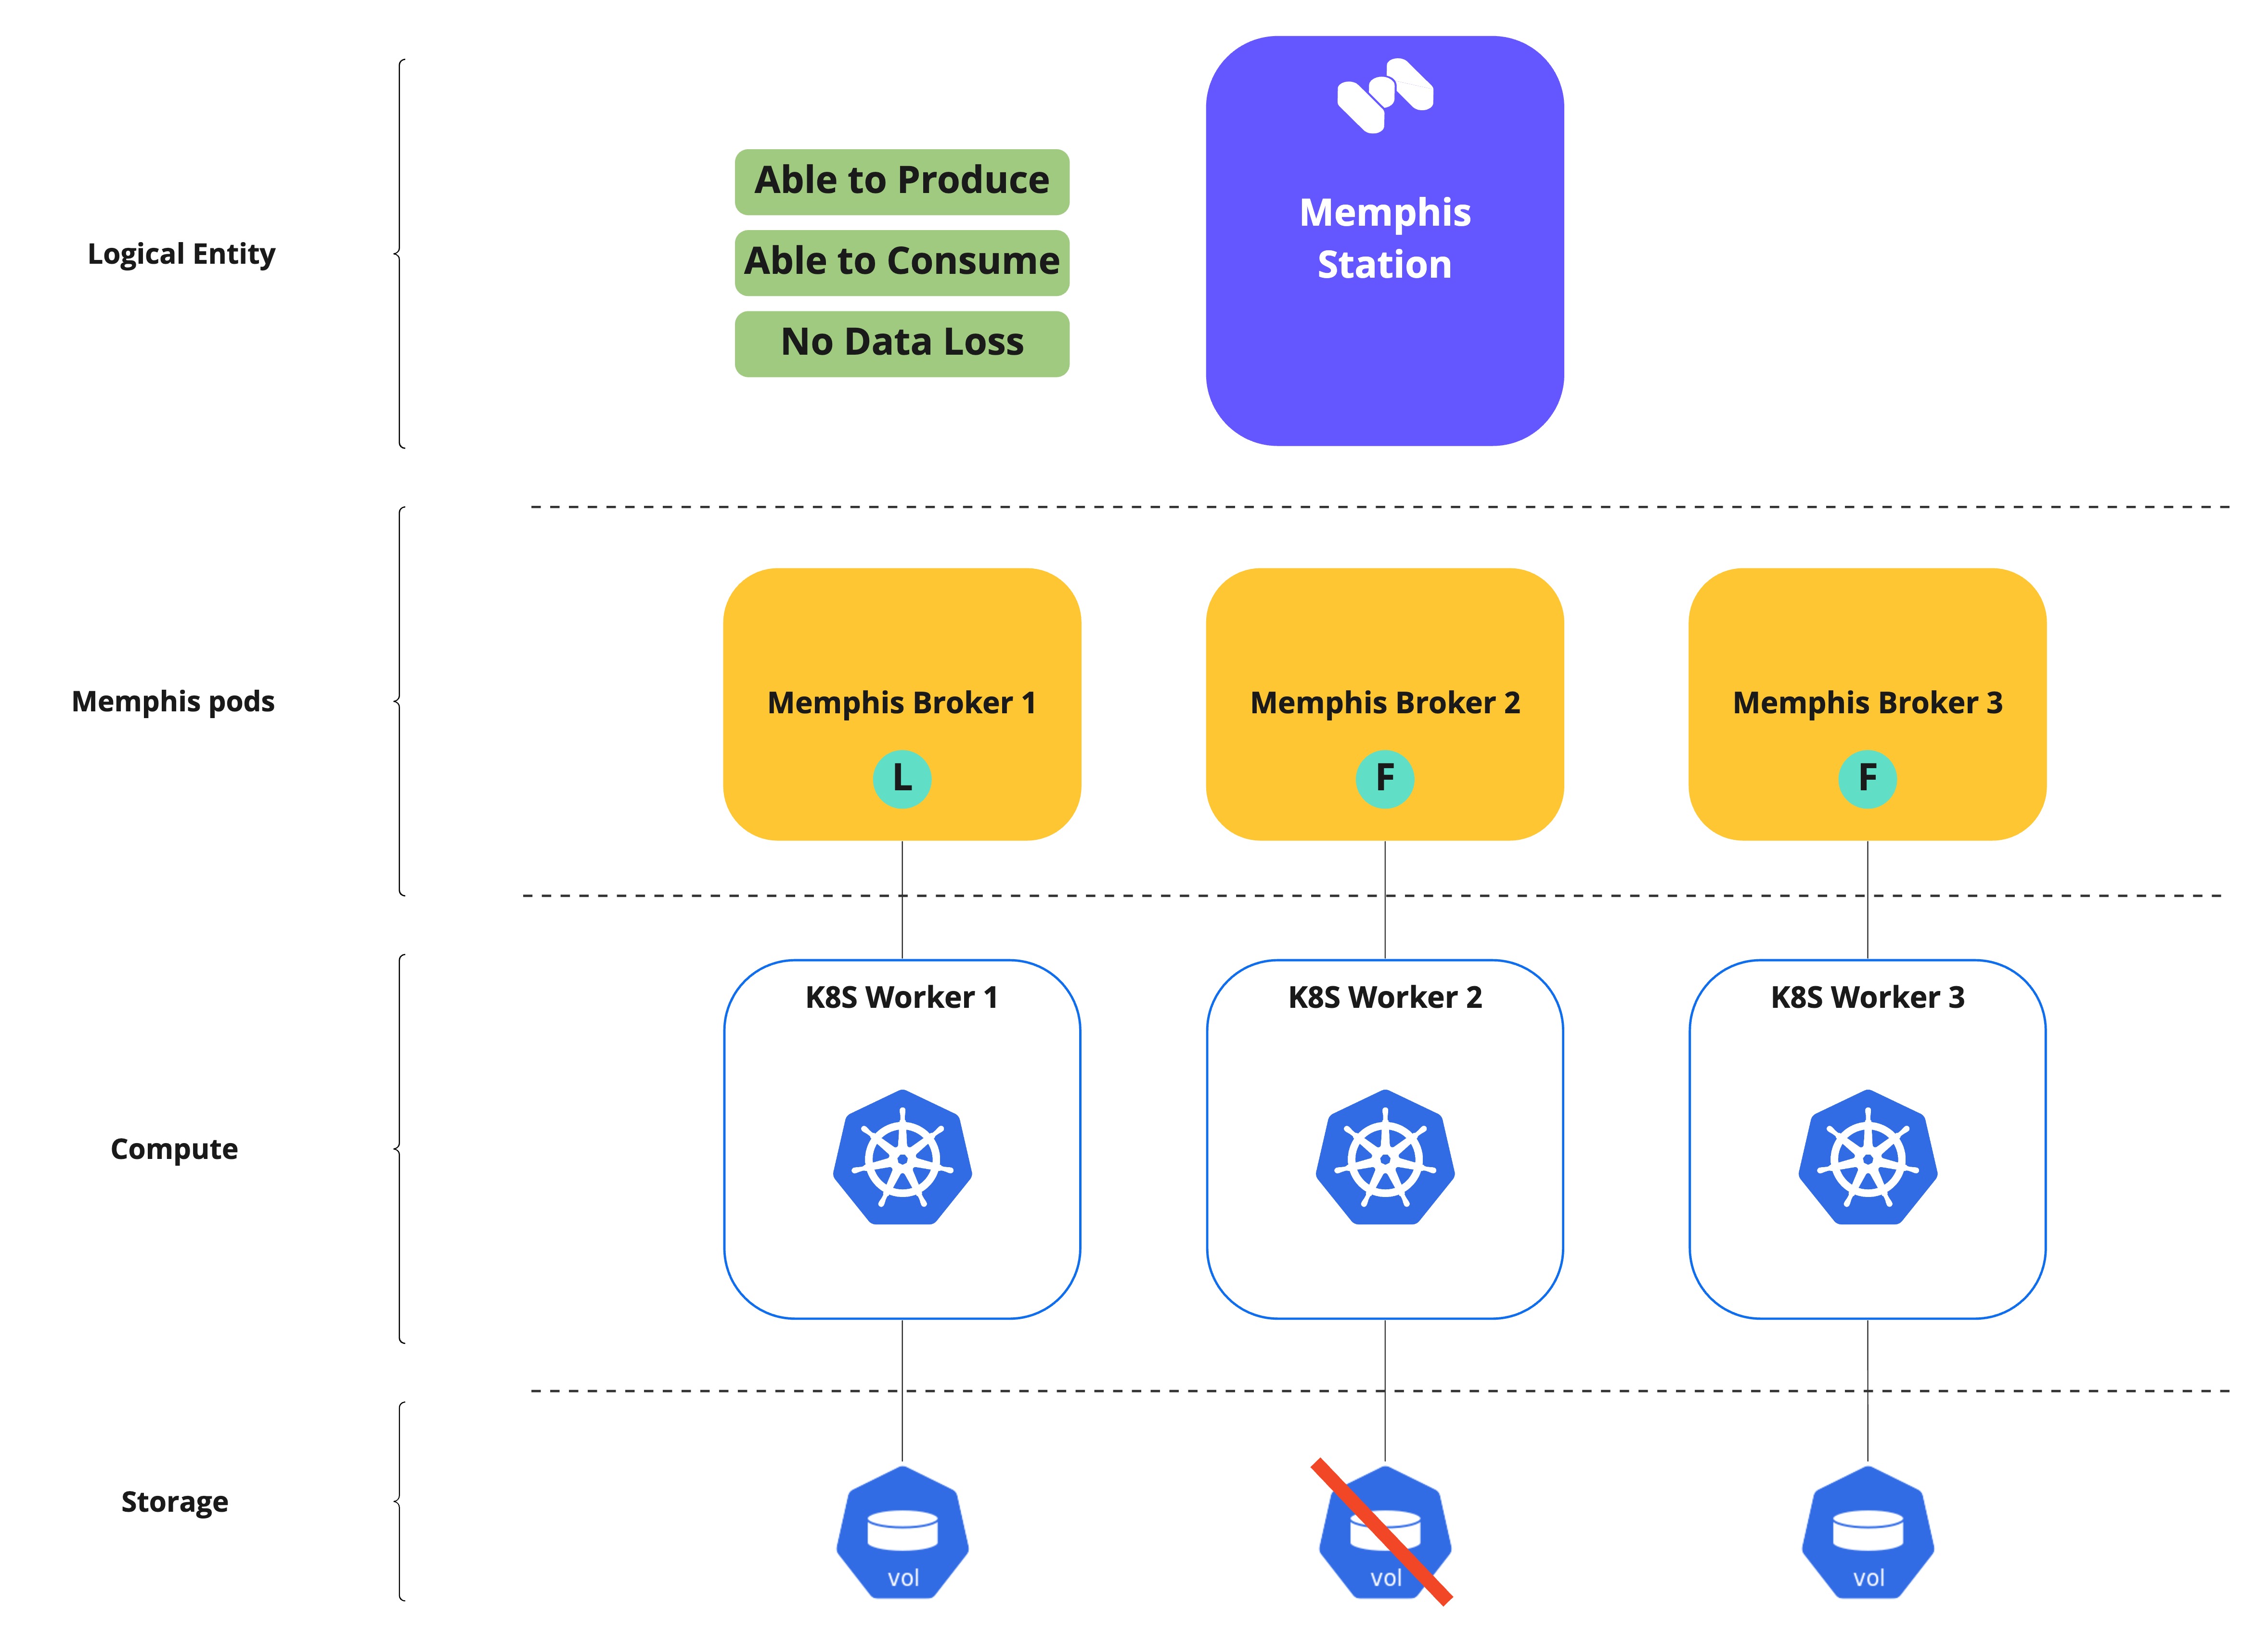 Memphis
Station
Able to Produce
Able to Consume
No Data Loss
Logical Entity
Memphis pods
Memphis Broker 1
L
Memphis Broker 2
F
Memphis Broker 3
F
Compute
K8S Worker 1
K8S Worker 2
K8S Worker 3
Storage
vol
vol
vol